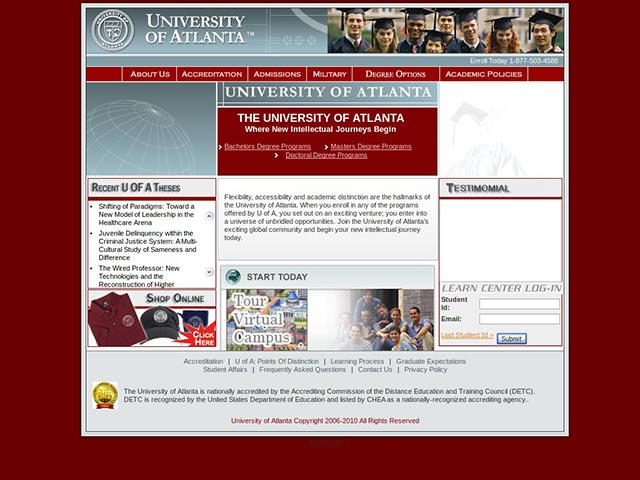 UNIVERSITY
OF ATLANTA™
Enroll Today 1-877-503-4588
ABOUT US
ACCREDITATION
ADMISSIONS
MILITARY
DEGREE OPTIONS
ACADEMIC POLICIES
UNIVERSITY OF ATLANTA
THE UNIVERSITY OF ATLANTA
Where New Intellectual Journeys Begin
Bachelors Degree Programs
Masters Degree Programs
Doctoral Degree Programs
RECENT U OF A THESES
Shifting of Paradigms: Toward a
New Model of Leadership in the
Healthcare Arena
Juvenile Delinquency within the
Criminal Justice System: A Multi-
Cultural Study of Sameness and
Difference
The Wired Professor: New
Technologies and the
Reconstruction of Higher
SHOP ONLINE
CLICK
HERE
Flexibility, accessibility and academic distinction are the hallmarks of
the University of Atlanta. When you enroll in any of the programs
offered by U of A, you set out on an exciting venture; you enter into
a universe of unbridled opportunities. Join the University of Atlanta's
exciting global community and begin your new intellectual journey
today.
START TODAY
Tour
Virtual
Campus
TESTIMOMIAL
LEARN CENTER LOG-IN
Student
Id:
Email:
Lost Student Id >
Submit
Accreditation | U of A: Points Of Distinction | Learning Process | Graduate Expectations
Student Affairs | Frequently Asked Questions | Contact Us | Privacy Policy
The University of Atlanta is nationally accredited by the Accrediting Commission of the Distance Education and Training Council (DETC).
DETC is recognized by the United States Department of Education and listed by CHEA as a nationally-recognized accrediting agency..
University of Atlanta Copyright 2006-2010 All Rights Reserved